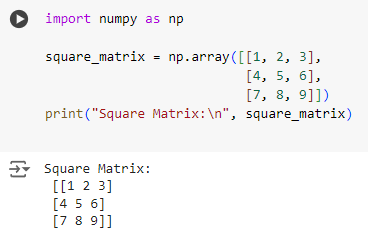 import numpy as np
square_matrix = np.array([[1, 2, 3],
[4, 5, 6],
[7, 8, 9]])
print("Square Matrix:\n", square_matrix)
Square Matrix:
[[1 2 3]
[4 5 6]
[7 8 9]]